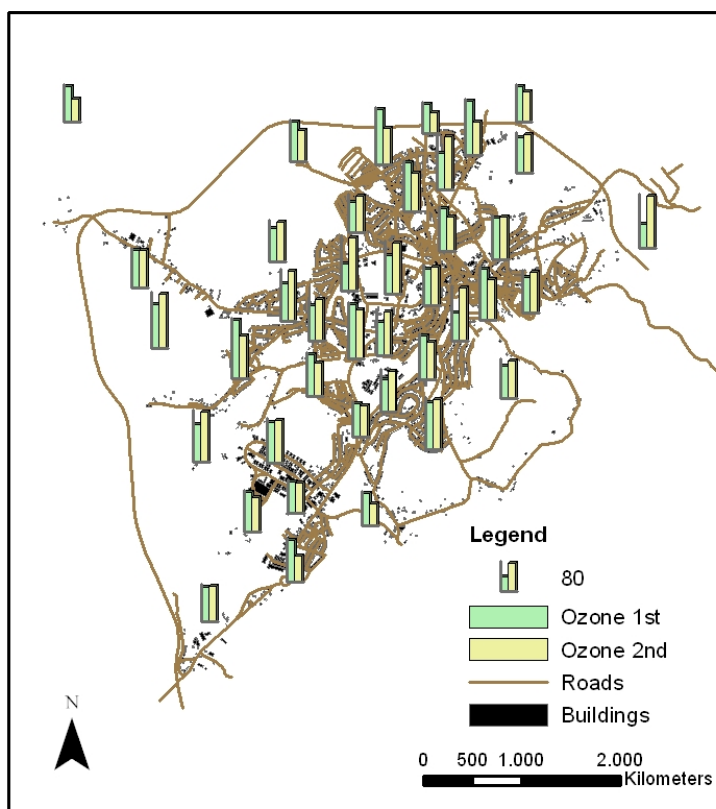 Legend
80
Ozone 1st
Ozone 2nd
Roads
Buildings
N
0 500 1.000 2.000
Kilometers